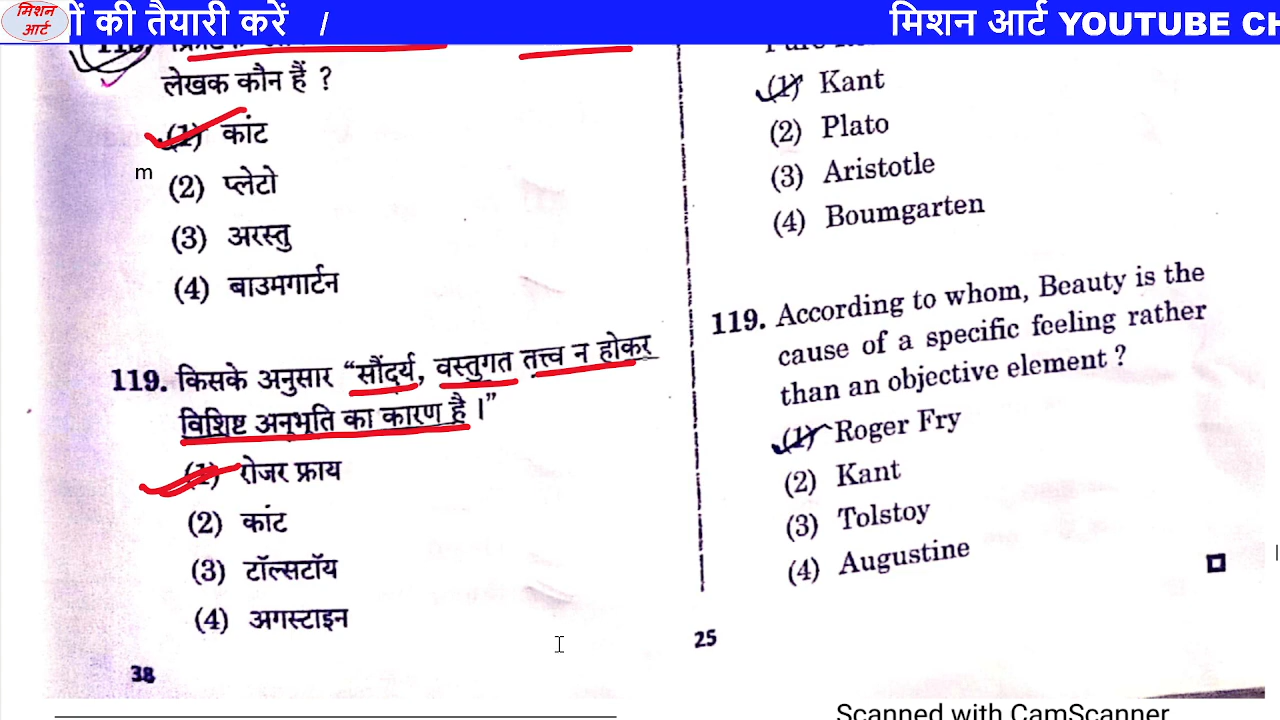 मिशन
आर्ट
ों की तैयारी करें /
मिशन आर्ट YOUTUBE CH
लेखक कौन हैं ?
(1) कांट
m
(2) प्लेटो
(3) अरस्तु
(4) बाउमगार्टन
119. किसके अनुसार “सौंदर्य, वस्तुगत तत्त्व न होकर
विशिष्ट अनुभूति का कारण है ।”
(1) रोजर फ्राय
(2) कांट
(3) टॉल्सटॉय
(4) अगस्टाइन
38
(1) Kant
(2) Plato
(3) Aristotle
(4) Boumgarten
119. According to whom, Beauty is the
cause of a specific feeling rather
than an objective element ?
(1) Roger Fry
(2) Kant
(3) Tolstoy
(4) Augustine
25
Scanned with CamScanner